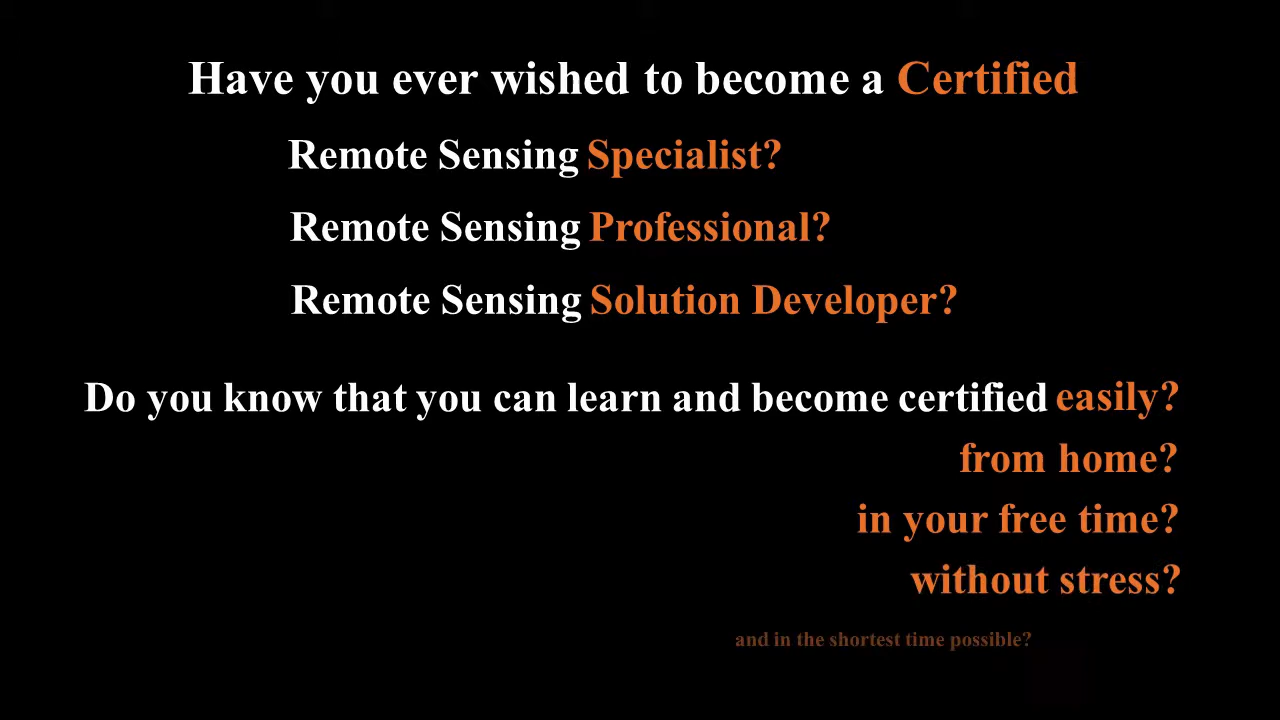 Have you ever wished to become a Certified
Remote Sensing Specialist?
Remote Sensing Professional?
Remote Sensing Solution Developer?
Do you know that you can learn and become certified easily?
from home?
in your free time?
without stress?
and in the shortest time possible?